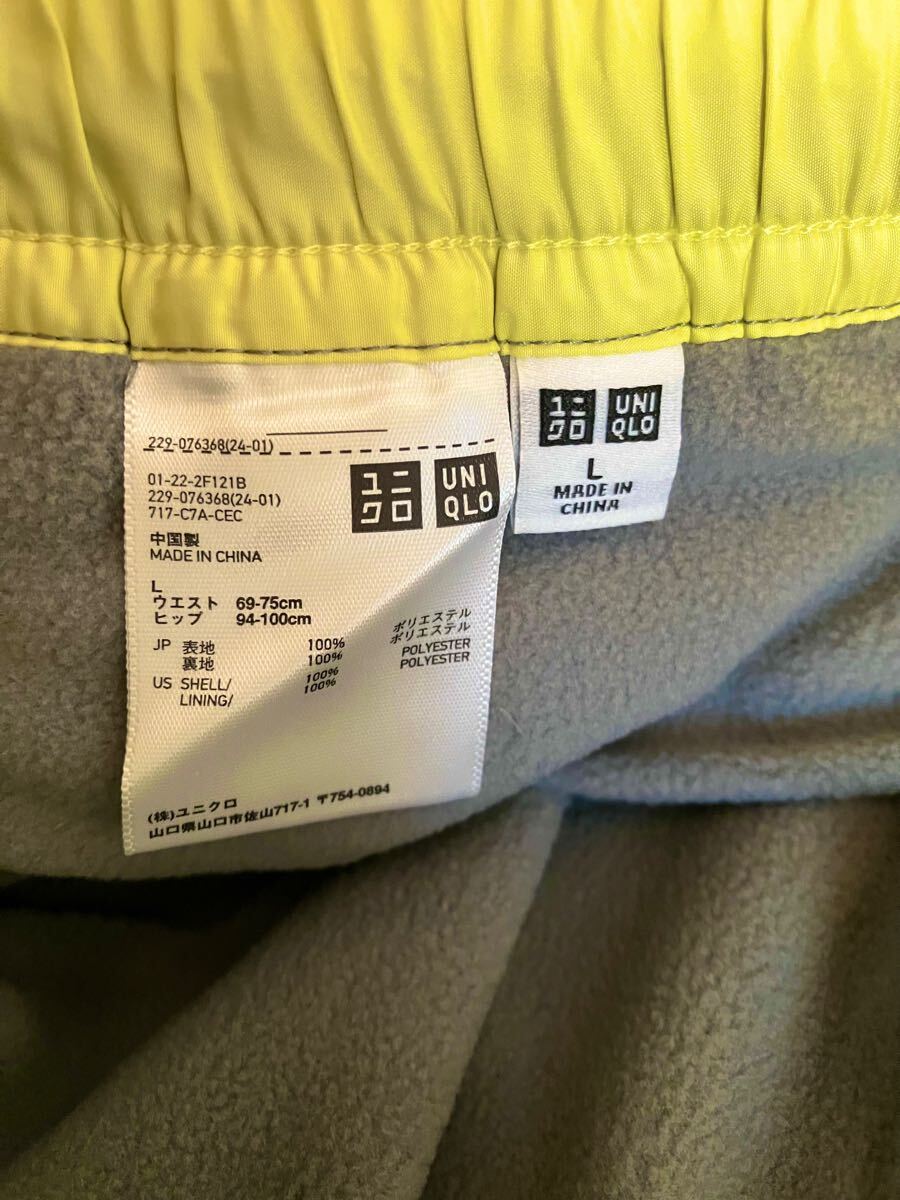 229-076368(24-01)
01-22-2F121B
229-076368(24-01)
717-C7A-CEC
ユニクロ
UNIQLO
中国製
MADE IN CHINA
L
ウエスト 69-75cm
ヒップ 94-100cm
JP 表地 100% ポリエステル
裏地 100% ポリエステル
US SHELL/ 100% POLYESTER
LINING/ 100% POLYESTER
(株)ユニクロ
山口県山口市佐山717-1 〒754-0894
ユニクロ
UNIQLO
L
MADE IN
CHINA